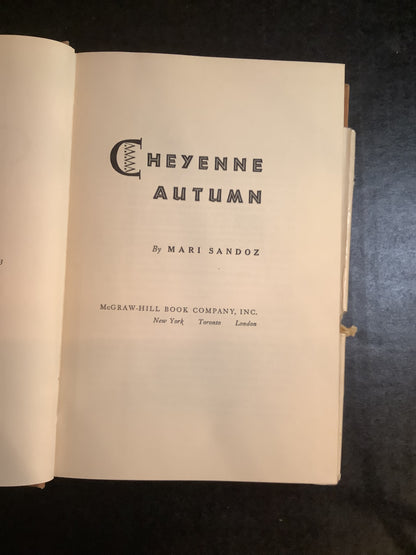 CHEYENNE
AUTUMN
By MARI SANDOZ
McGRAW-HILL BOOK COMPANY, INC.
New York Toronto London